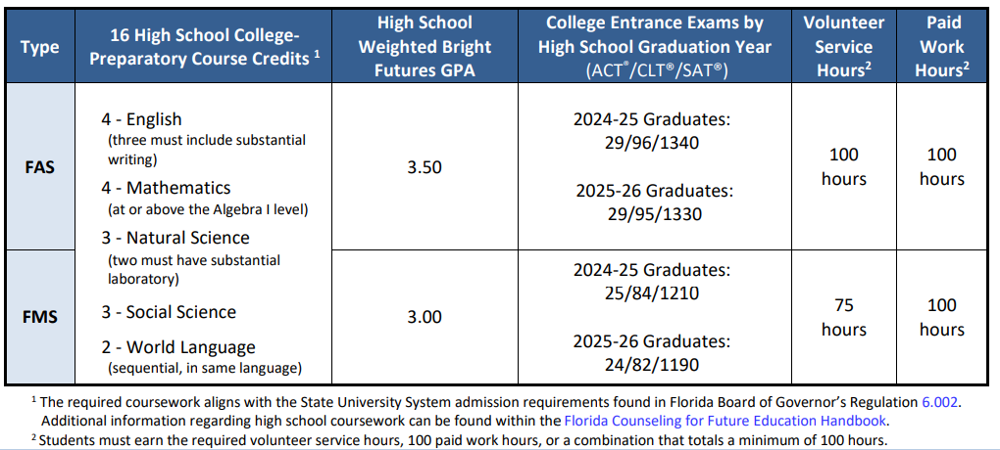 Type
16 High School College-
Preparatory Course Credits ¹
High School
Weighted Bright
Futures GPA
College Entrance Exams by
High School Graduation Year
(ACT®/CLT®/SAT®)
Volunteer
Service
Hours²
Paid
Work
Hours²
FAS
4 - English
(three must include substantial
writing)
4 - Mathematics
(at or above the Algebra I level)
3 - Natural Science
(two must have substantial
laboratory)
3 - Social Science
2 - World Language
(sequential, in same language)
3.50
2024-25 Graduates:
29/96/1340
2025-26 Graduates:
29/95/1330
100
hours
100
hours
FMS
3.00
2024-25 Graduates:
25/84/1210
2025-26 Graduates:
24/82/1190
75
hours
100
hours
¹ The required coursework aligns with the State University System admission requirements found in Florida Board of Governor’s Regulation 6.002.
Additional information regarding high school coursework can be found within the Florida Counseling for Future Education Handbook.
² Students must earn the required volunteer service hours, 100 paid work hours, or a combination that totals a minimum of 100 hours.